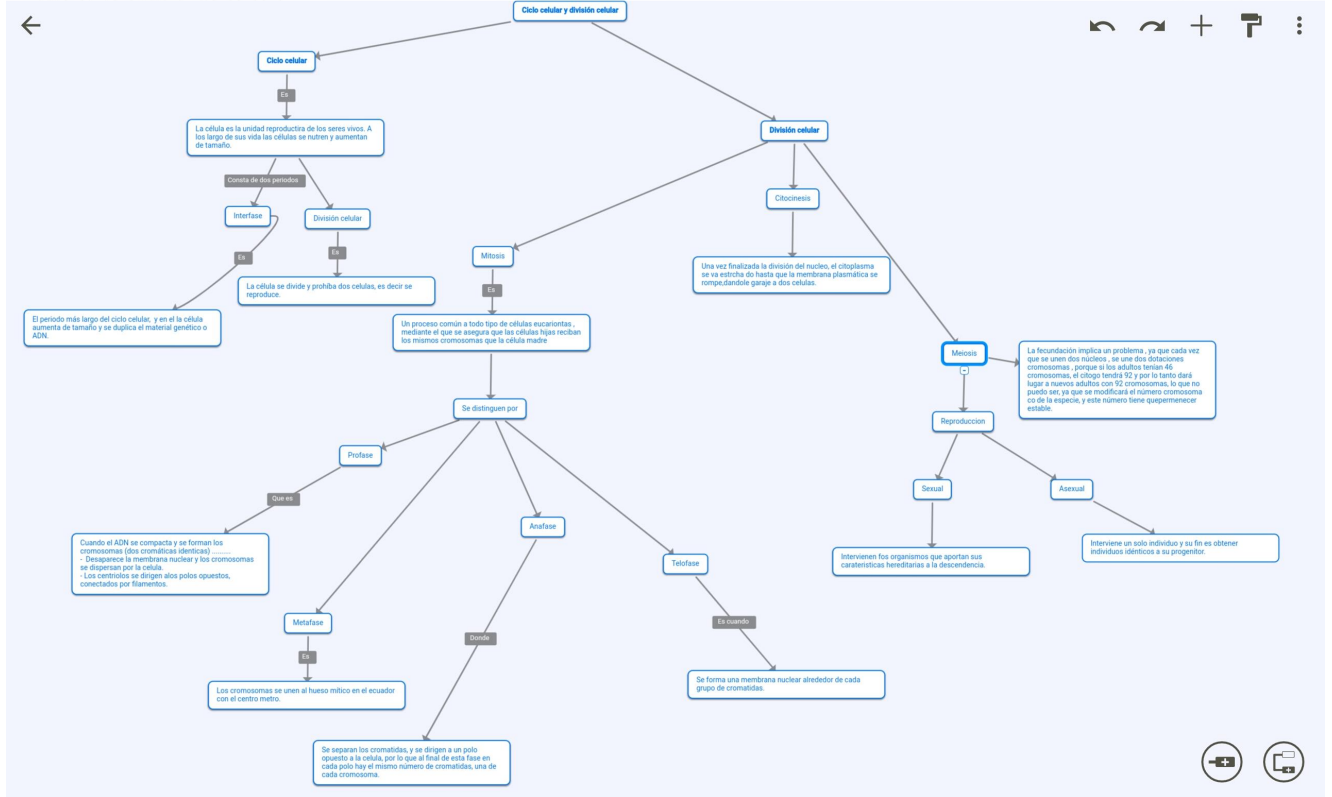 Ciclo celular y división celular
Ciclo celular
Es
La célula es la unidad reproductira de los seres vivos. A
los largo de sus vida las células se nutren y aumentan
de tamaño.
Consta de dos periodos
Interfase
División celular
Es
Es
La célula se divide y prohíba dos celulas, es decir se
reproduce.
El periodo más largo del ciclo celular, y en el la célula
aumenta de tamaño y se duplica el material genético o
ADN.
División celular
Citocinesis
Una vez finalizada la división del nucleo, el citoplasma
se va estrcha do hasta que la membrana plasmática se
rompe,dandole garaje a dos celulas.
Mitosis
Es
Un proceso común a todo tipo de células eucariontas ,
mediante el que se asegura que las células hijas reciban
los mismos cromosomas que la célula madre
Se distinguen por
Profase
Que es
Cuando el ADN se compacta y se forman los
cromosomas (dos cromáticas identicas) ..........
- Desaparece la membrana nuclear y los cromosomas
se dispersan por la celula.
- Los centriolos se dirigen alos polos opuestos,
conectados por filamentos.
Metafase
Es
Los cromosomas se unen al hueso mítico en el ecuador
con el centro metro.
Anafase
Donde
Se separan los cromatidas, y se dirigen a un polo
opuesto a la celula, por lo que al final de esta fase en
cada polo hay el mismo número de cromatidas, una de
cada cromosoma.
Telofase
Es cuando
Se forma una membrana nuclear alrededor de cada
grupo de cromatidas.
Meiosis
La fecundación implica un problema , ya que cada vez
que se unen dos núcleos , se une dos dotaciones
cromosomas , porque si los adultos tenían 46
cromosomas, el citogo tendrá 92 y por lo tanto dará
lugar a nuevos adultos con 92 cromosomas, lo que no
puedo ser, ya que se modificará el número cromosoma
co de la especie, y este número tiene quepermenecer
estable.
Reproduccion
Sexual
Asexual
Intervienen fos organismos que aportan sus
carateristicas hereditarias a la descendencia.
Interviene un solo individuo y su fin es obtener
individuos idénticos a su progenitor.